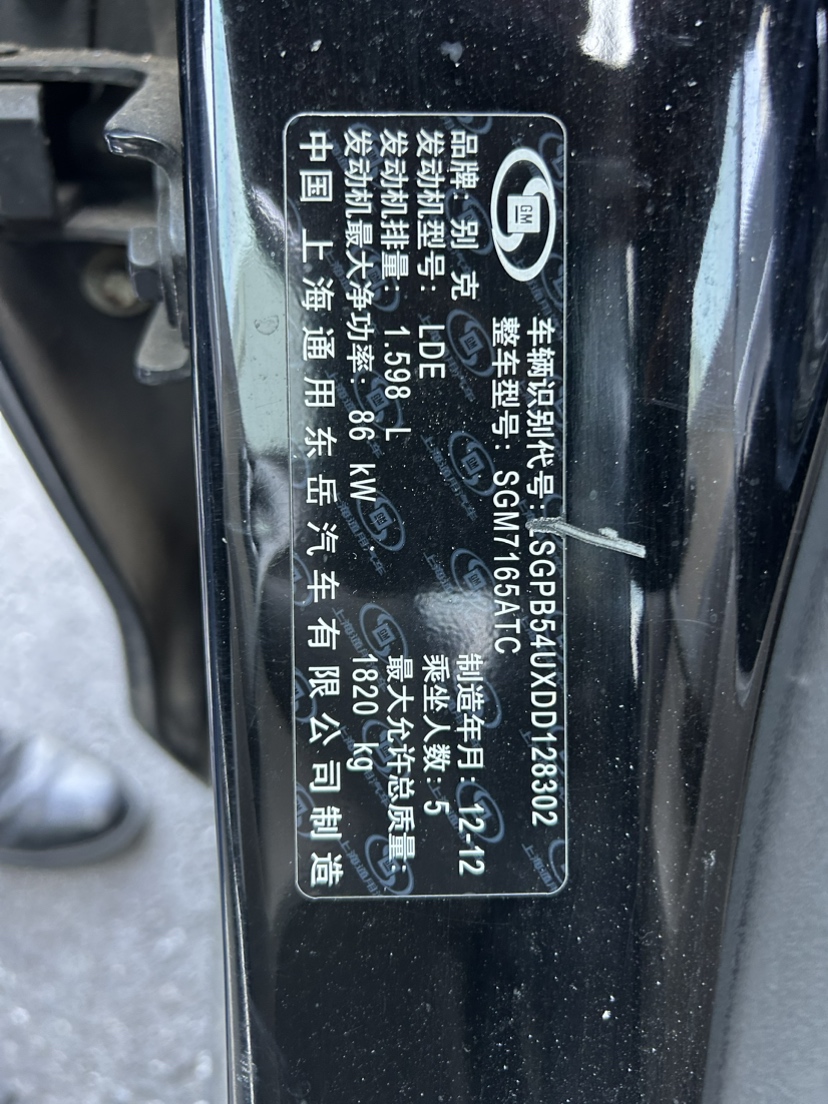 GM
车辆识别代号:LSGPB54UXDD128302
整车型号: SGM7165ATC
品牌: 别 克
制造年月: 12-12
发动机型号: LDE
乘坐人数: 5
发动机排量: 1.598 L
最大允许总质量:
发动机最大净功率: 86 kW
1820 kg
中国 上海通用东岳汽车有限公司制造